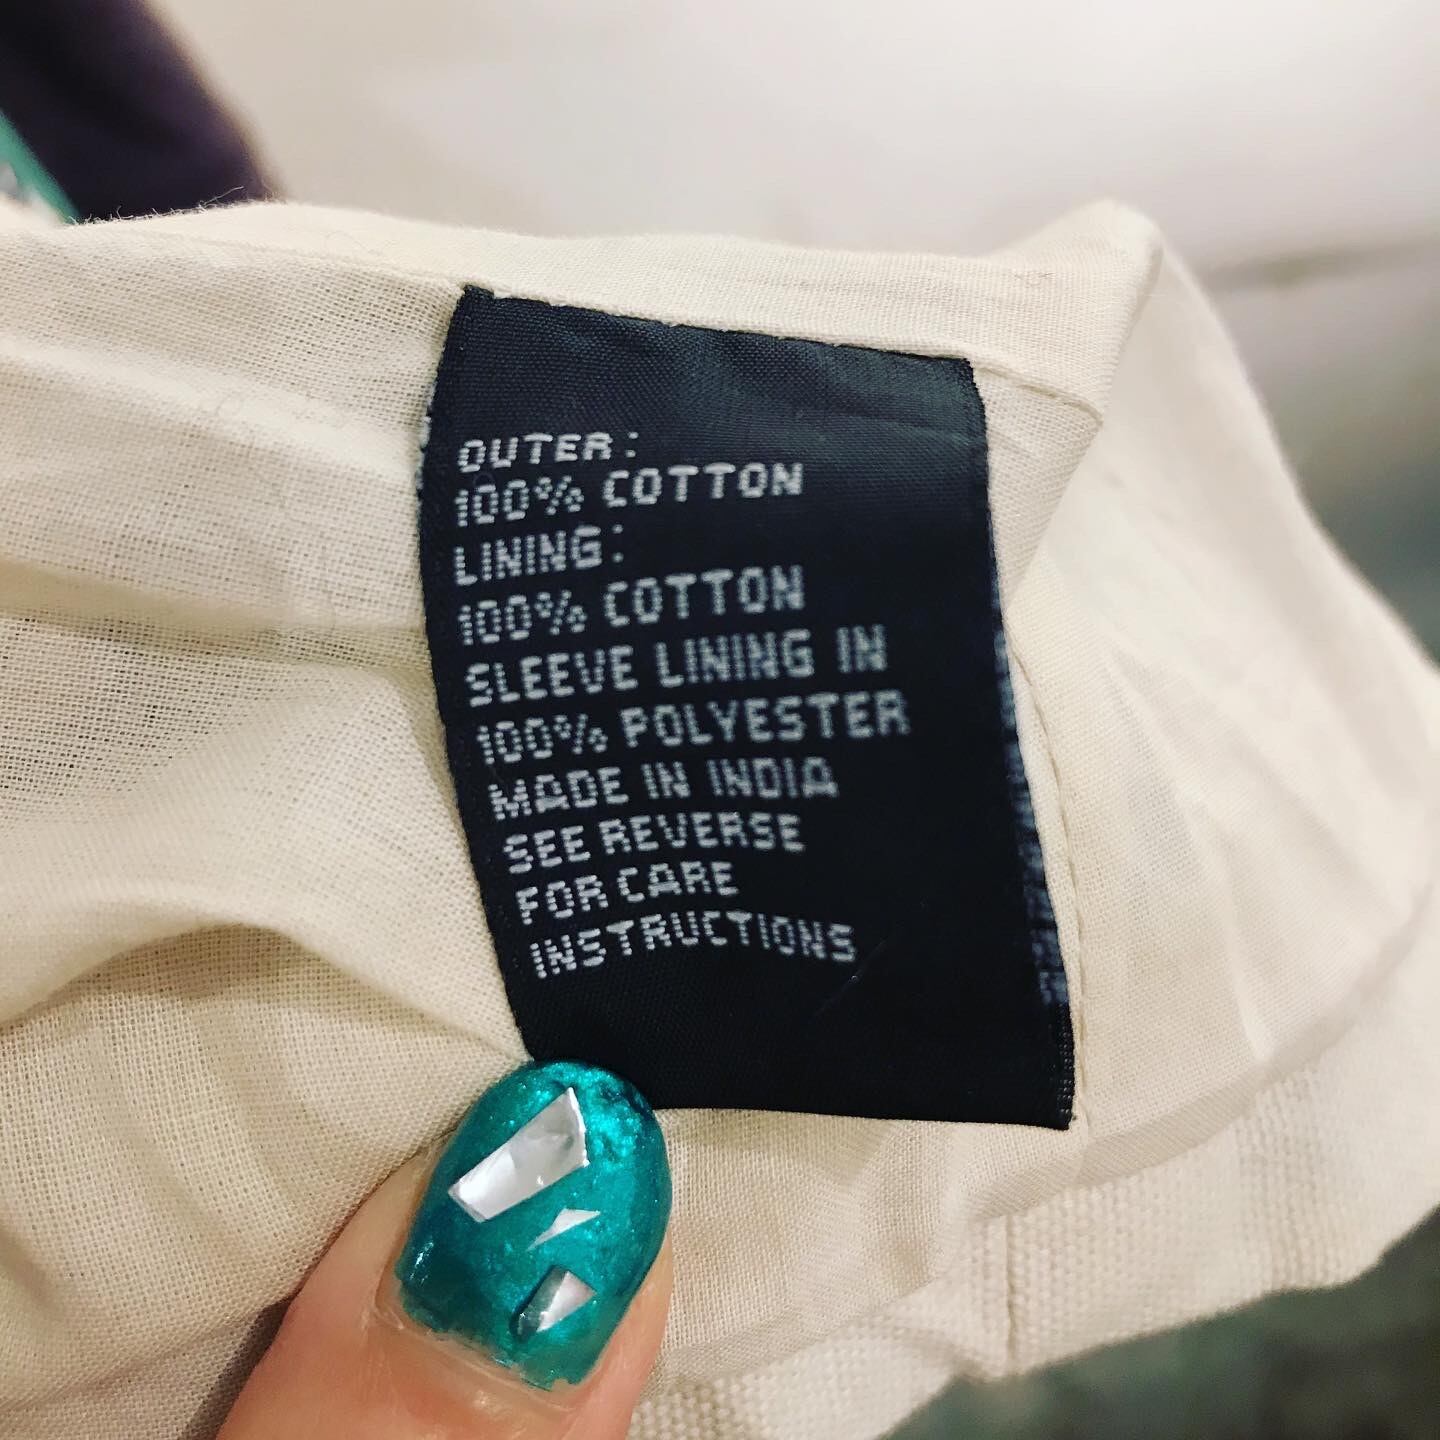 OUTER:
100% COTTON
LINING:
100% COTTON
SLEEVE LINING IN
100% POLYESTER
MADE IN INDIA
SEE REVERSE
FOR CARE
INSTRUCTIONS